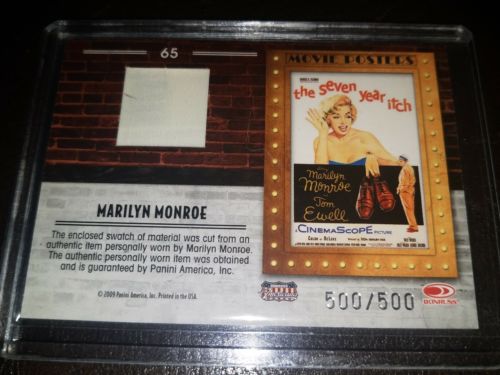 65
MOVIE POSTERS
the seven year itch
Marilyn
Monroe
Tom
Ewell
A CINEMASCOPE PICTURE
MARILYN MONROE
The enclosed swatch of material was cut from an
authentic item personally worn by Marilyn Monroe.
The authentic personally worn item was obtained
and is guaranteed by Panini America, Inc.
© 2009 Panini America, Inc. Printed in the USA.
500/500
DONRUSS